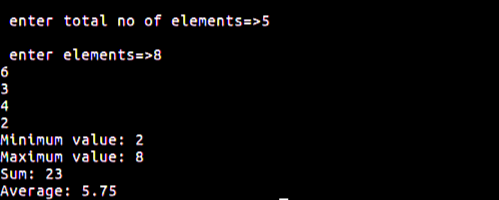 enter total no of elements=>5
enter elements=>8
6
3
4
2
Minimum value: 2
Maximum value: 8
Sum: 23
Average: 5.75